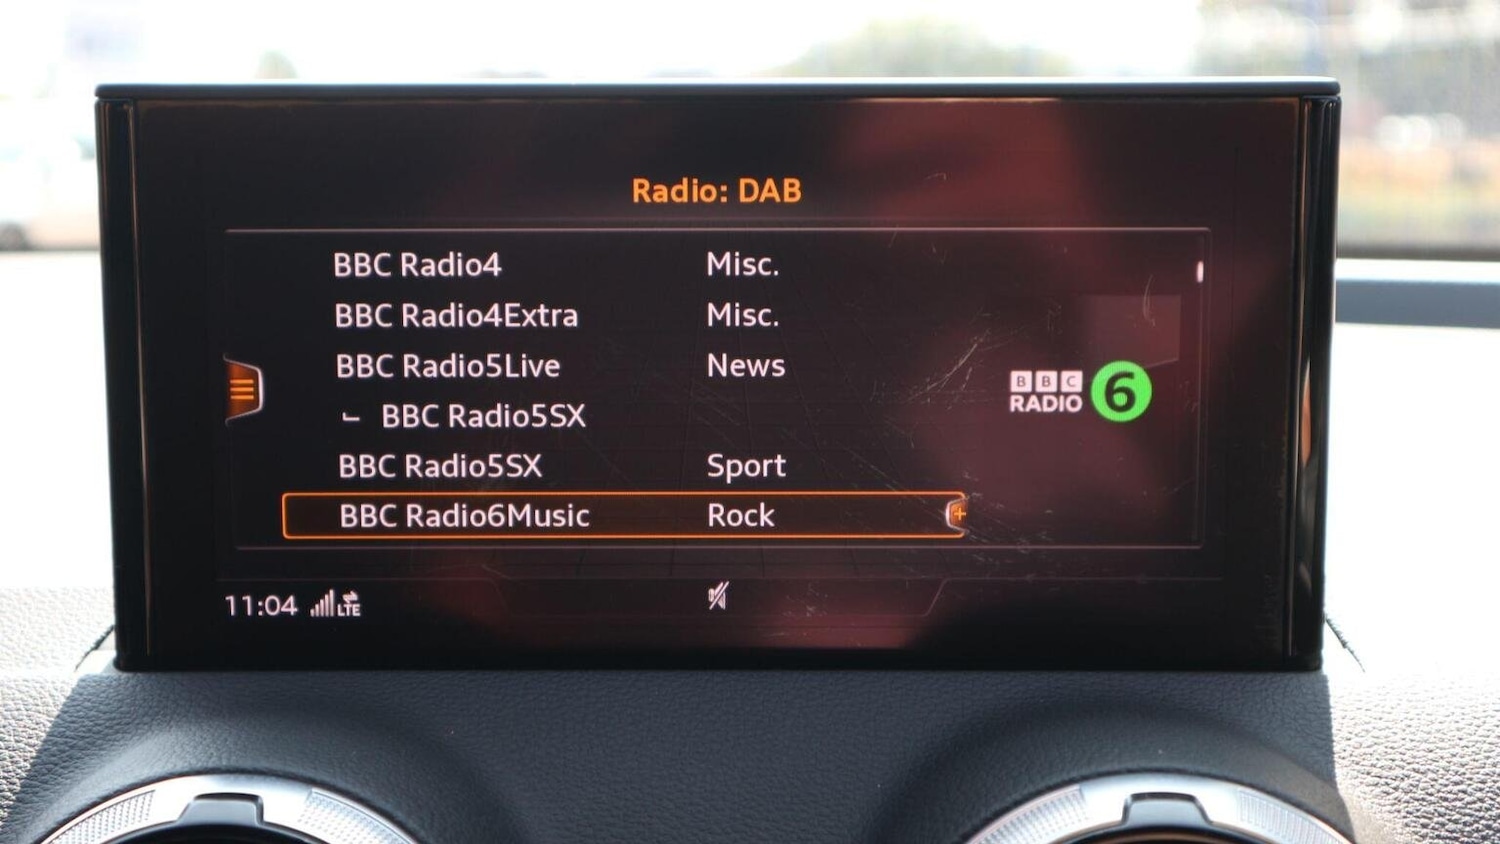 Radio: DAB
BBC Radio4 Misc.
BBC Radio4Extra Misc.
BBC Radio5Live News
BBC Radio5SX
BBC Radio5SX Sport
BBC Radio6Music Rock
BBC
RADIO 6
11:04 LTE